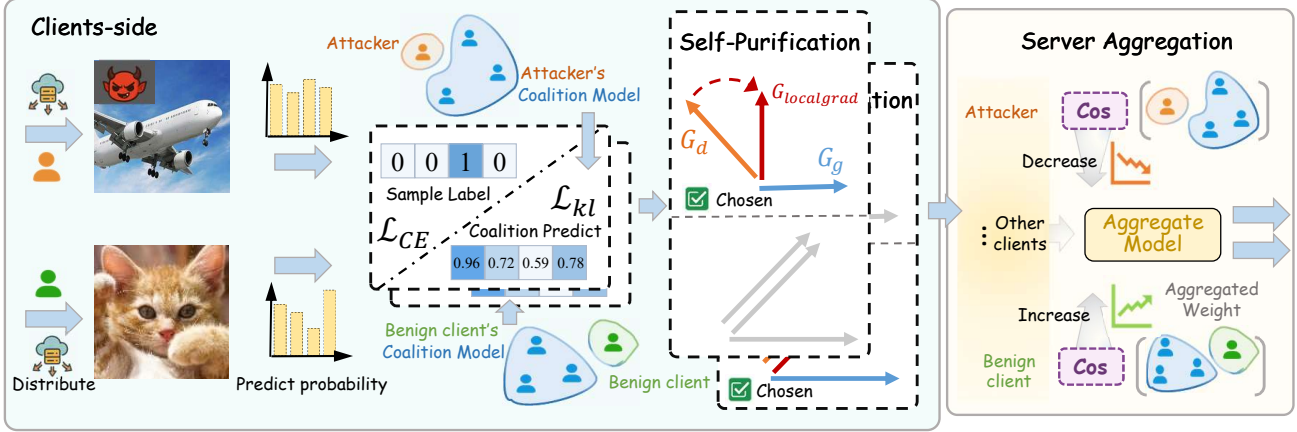 Clients-side
Distribute
Predict probability
Attacker
Attacker's
Coalition Model
0 0 1 0
Sample Label
ℒ_CE
ℒ_kl
Coalition Predict
0.96 0.72 0.59 0.78
Benign client's
Coalition Model
Benign client
Self-Purification
G_localgrad
G_d
G_g
Chosen
tion
Chosen
Server Aggregation
Attacker
Cos
Decrease
Other
clients
Aggregate
Model
Increase
Aggregated
Weight
Benign
client
Cos